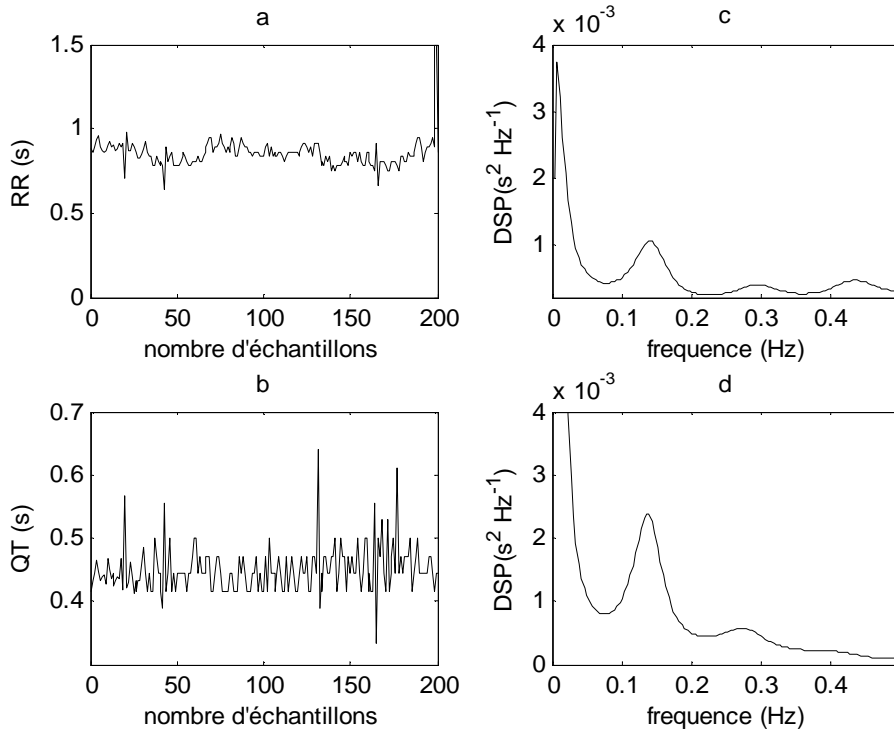 a
1.5
1
0.5
0
RR (s)
0 50 100 150 200
nombre d'échantillons
c
x 10-3
4
3
2
1
DSP(s2 Hz-1)
0 0.1 0.2 0.3 0.4
frequence (Hz)
b
0.7
0.6
0.5
0.4
QT (s)
0 50 100 150 200
nombre d'échantillons
d
x 10-3
4
3
2
1
0
DSP(s2 Hz-1)
0 0.1 0.2 0.3 0.4
frequence (Hz)